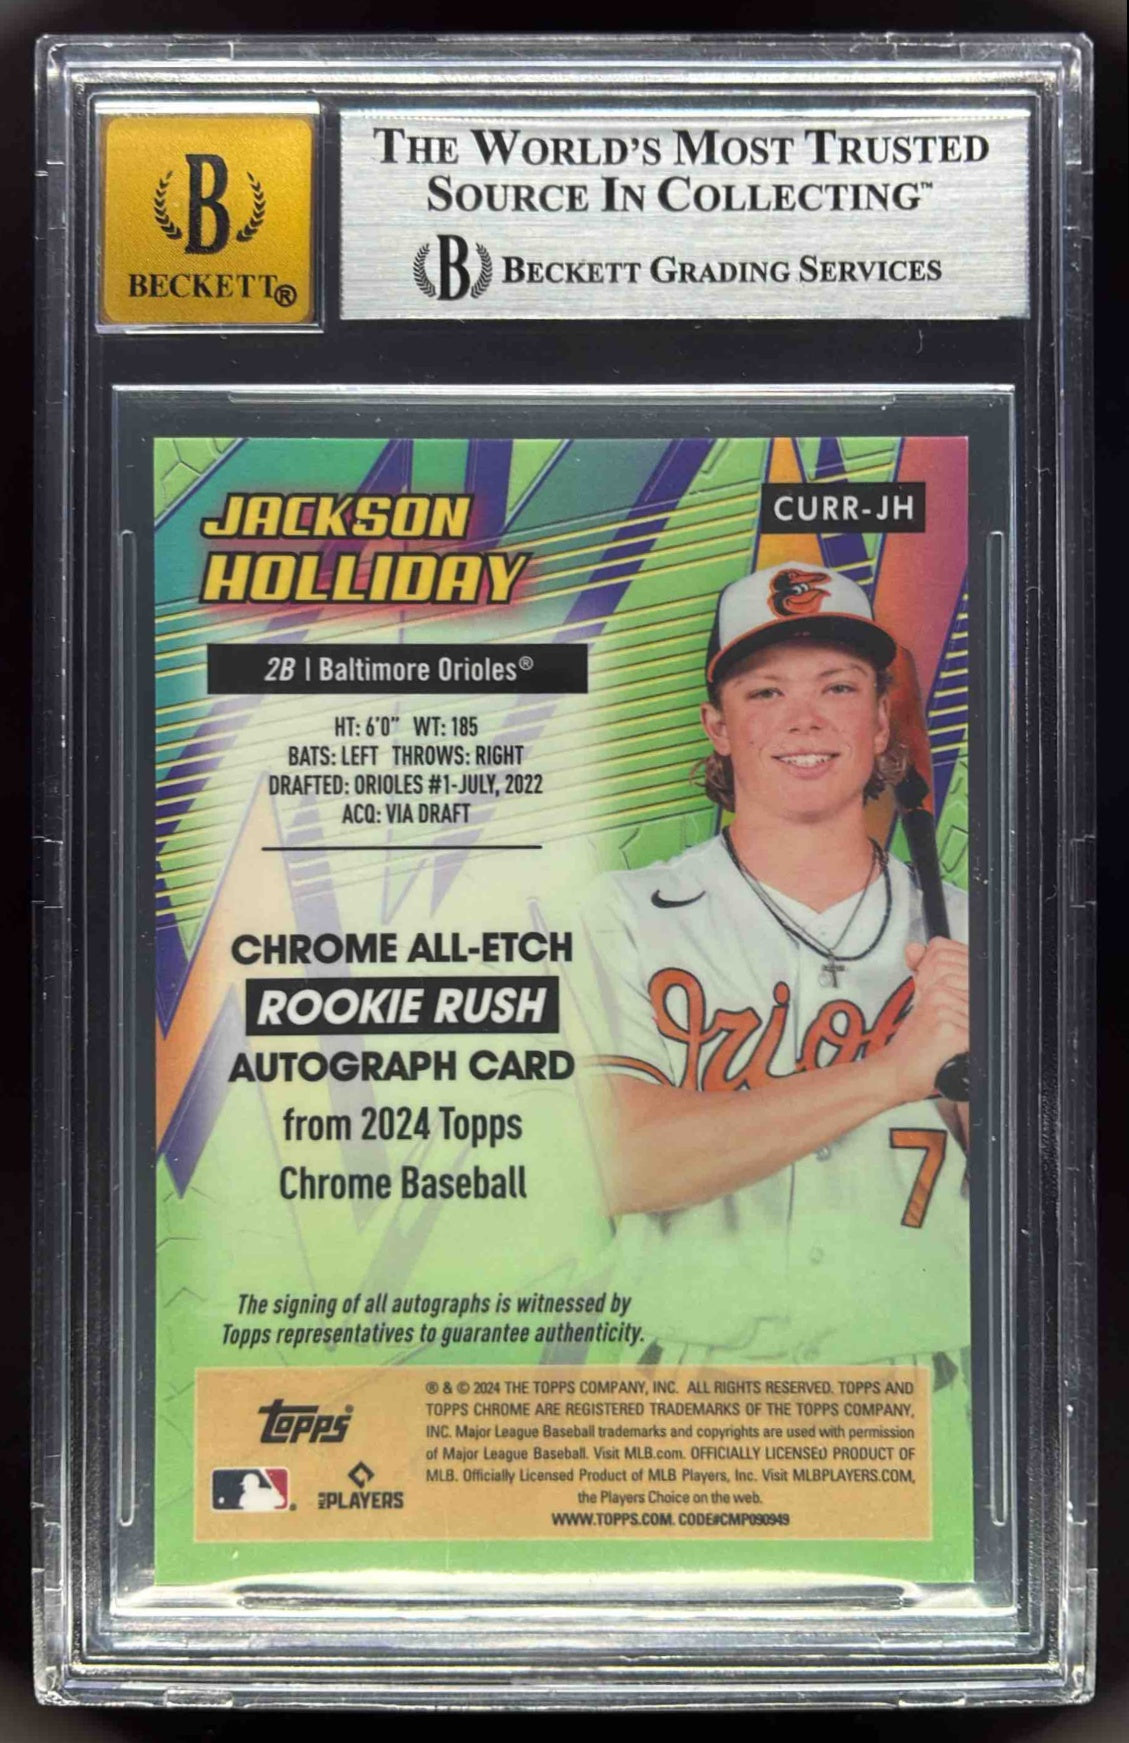 B
BECKETT®
THE WORLD'S MOST TRUSTED
SOURCE IN COLLECTING™
B BECKETT GRADING SERVICES
JACKSON
HOLLIDAY
CURR-JH
2B | Baltimore Orioles®
HT: 6'0" WT: 185
BATS: LEFT THROWS: RIGHT
DRAFTED: ORIOLES #1-JULY, 2022
ACQ: VIA DRAFT
CHROME ALL-ETCH
ROOKIE RUSH
AUTOGRAPH CARD
from 2024 Topps
Chrome Baseball
Oriol
7
The signing of all autographs is witnessed by
Topps representatives to guarantee authenticity.
topps®
MLB PLAYERS
® & © 2024 THE TOPPS COMPANY, INC. ALL RIGHTS RESERVED. TOPPS AND
TOPPS CHROME ARE REGISTERED TRADEMARKS OF THE TOPPS COMPANY,
INC. Major League Baseball trademarks and copyrights are used with permission
of Major League Baseball. Visit MLB.com. OFFICIALLY LICENSED PRODUCT OF
MLB. Officially Licensed Product of MLB Players, Inc. Visit MLBPLAYERS.COM,
the Players Choice on the web.
WWW.TOPPS.COM. CODE#CMP090949